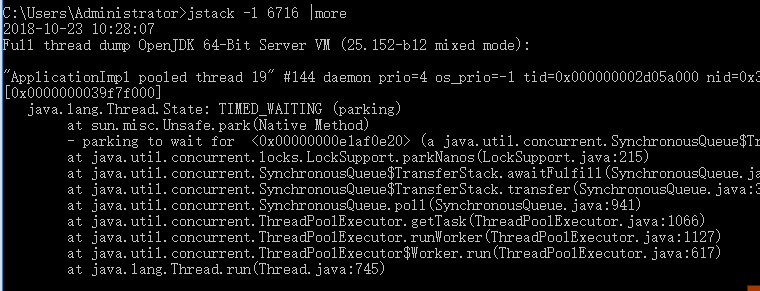 C:\Users\Administrator>jstack -l 6716 |more
2018-10-23 10:28:07
Full thread dump OpenJDK 64-Bit Server VM (25.152-b12 mixed mode):
"ApplicationImpl pooled thread 19" #144 daemon prio=4 os_prio=-1 tid=0x000000002d05a000 nid=0x3
[0x0000000039f7f000]
java.lang.Thread.State: TIMED_WAITING (parking)
at sun.misc.Unsafe.park(Native Method)
- parking to wait for <0x00000000e1af0e20> (a java.util.concurrent.SynchronousQueue$Tr
at java.util.concurrent.locks.LockSupport.parkNanos(LockSupport.java:215)
at java.util.concurrent.SynchronousQueue$TransferStack.awaitFulfill(SynchronousQueue.ja
at java.util.concurrent.SynchronousQueue$TransferStack.transfer(SynchronousQueue.java:3
at java.util.concurrent.SynchronousQueue.poll(SynchronousQueue.java:941)
at java.util.concurrent.ThreadPoolExecutor.getTask(ThreadPoolExecutor.java:1066)
at java.util.concurrent.ThreadPoolExecutor.runWorker(ThreadPoolExecutor.java:1127)
at java.util.concurrent.ThreadPoolExecutor$Worker.run(ThreadPoolExecutor.java:617)
at java.lang.Thread.run(Thread.java:745)